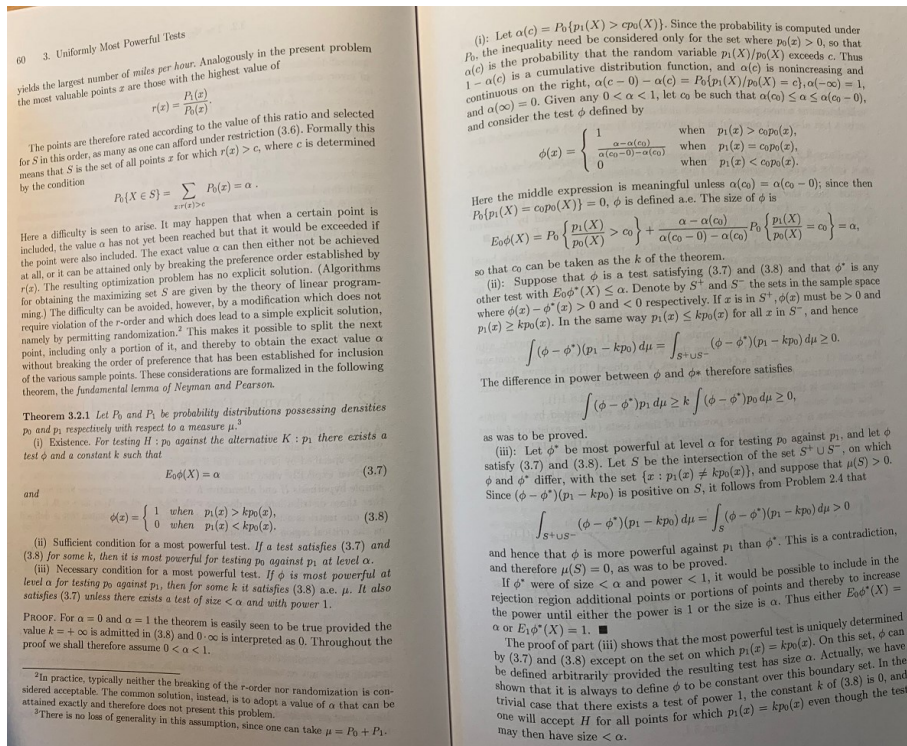 60 3. Uniformly Most Powerful Tests
yields the largest number of miles per hour. Analogously in the present problem
the most valuable points x are those with the highest value of
r(x) = P₁(x)/P₀(x).
The points are therefore rated according to the value of this ratio and selected
for S in this order, as many as one can afford under restriction (3.6). Formally this
means that S is the set of all points x for which r(x) > c, where c is determined
by the condition
P₀{X ∈ S} = ∑_{x:r(x)>c} P₀(x) = α .
Here a difficulty is seen to arise. It may happen that when a certain point is
included, the value α has not yet been reached but that it would be exceeded if
the point were also included. The exact value α can then either not be achieved
at all, or it can be attained only by breaking the preference order established by
r(x). The resulting optimization problem has no explicit solution. (Algorithms
for obtaining the maximizing set S are given by the theory of linear program-
ming.) The difficulty can be avoided, however, by a modification which does not
require violation of the r-order and which does lead to a simple explicit solution,
namely by permitting randomization.² This makes it possible to split the next
point, including only a portion of it, and thereby to obtain the exact value α
without breaking the order of preference that has been established for inclusion
of the various sample points. These considerations are formalized in the following
theorem, the fundamental lemma of Neyman and Pearson.
Theorem 3.2.1 Let P₀ and P₁ be probability distributions possessing densities
p₀ and p₁ respectively with respect to a measure μ.³
(i) Existence. For testing H : p₀ against the alternative K : p₁ there exists a
test ϕ and a constant k such that
E₀ϕ(X) = α (3.7)
and
ϕ(x) = { 1 when p₁(x) > kp₀(x),
0 when p₁(x) < kp₀(x). (3.8)
(ii) Sufficient condition for a most powerful test. If a test satisfies (3.7) and
(3.8) for some k, then it is most powerful for testing p₀ against p₁ at level α.
(iii) Necessary condition for a most powerful test. If ϕ is most powerful at
level α for testing p₀ against p₁, then for some k it satisfies (3.8) a.e. μ. It also
satisfies (3.7) unless there exists a test of size < α and with power 1.
PROOF. For α = 0 and α = 1 the theorem is easily seen to be true provided the
value k = + ∞ is admitted in (3.8) and 0 · ∞ is interpreted as 0. Throughout the
proof we shall therefore assume 0 < α < 1.
²In practice, typically neither the breaking of the r-order nor randomization is con-
sidered acceptable. The common solution, instead, is to adopt a value of α that can be
attained exactly and therefore does not present this problem.
³There is no loss of generality in this assumption, since one can take μ = P₀ + P₁.
(i): Let α(c) = P₀{p₁(X) > cp₀(X)}. Since the probability is computed under
P₀, the inequality need be considered only for the set where p₀(x) > 0, so that
α(c) is the probability that the random variable p₁(X)/p₀(X) exceeds c. Thus
1 − α(c) is a cumulative distribution function, and α(c) is nonincreasing and
continuous on the right, α(c − 0) − α(c) = P₀{p₁(X)/p₀(X) = c}, α(−∞) = 1,
and α(∞) = 0. Given any 0 < α < 1, let c₀ be such that α(c₀) ≤ α ≤ α(c₀ − 0),
and consider the test ϕ defined by
ϕ(x) = { 1 when p₁(x) > c₀p₀(x),
(α−α(c₀))/(α(c₀−0)−α(c₀)) when p₁(x) = c₀p₀(x),
0 when p₁(x) < c₀p₀(x).
Here the middle expression is meaningful unless α(c₀) = α(c₀ − 0); since then
P₀{p₁(X) = c₀p₀(X)} = 0, ϕ is defined a.e. The size of ϕ is
E₀ϕ(X) = P₀{p₁(X)/p₀(X) > c₀} + (α − α(c₀))/(α(c₀ − 0) − α(c₀)) P₀{p₁(X)/p₀(X) = c₀} = α,
so that c₀ can be taken as the k of the theorem.
(ii): Suppose that ϕ is a test satisfying (3.7) and (3.8) and that ϕ* is any
other test with E₀ϕ*(X) ≤ α. Denote by S⁺ and S⁻ the sets in the sample space
where ϕ(x) − ϕ*(x) > 0 and < 0 respectively. If x is in S⁺, ϕ(x) must be > 0 and
p₁(x) ≥ kp₀(x). In the same way p₁(x) ≤ kp₀(x) for all x in S⁻, and hence
∫(ϕ − ϕ*)(p₁ − kp₀) dμ = ∫_{S⁺∪S⁻} (ϕ − ϕ*)(p₁ − kp₀) dμ ≥ 0.
The difference in power between ϕ and ϕ* therefore satisfies
∫(ϕ − ϕ*)p₁ dμ ≥ k ∫(ϕ − ϕ*)p₀ dμ ≥ 0,
as was to be proved.
(iii): Let ϕ* be most powerful at level α for testing p₀ against p₁, and let ϕ
satisfy (3.7) and (3.8). Let S be the intersection of the set S⁺ ∪ S⁻, on which
ϕ and ϕ* differ, with the set {x : p₁(x) ≠ kp₀(x)}, and suppose that μ(S) > 0.
Since (ϕ − ϕ*)(p₁ − kp₀) is positive on S, it follows from Problem 2.4 that
∫_{S⁺∪S⁻} (ϕ − ϕ*)(p₁ − kp₀) dμ = ∫_S (ϕ − ϕ*)(p₁ − kp₀) dμ > 0
and hence that ϕ is more powerful against p₁ than ϕ*. This is a contradiction,
and therefore μ(S) = 0, as was to be proved.
If ϕ* were of size < α and power < 1, it would be possible to include in the
rejection region additional points or portions of points and thereby to increase
the power until either the power is 1 or the size is α. Thus either E₀ϕ*(X) =
α or E₁ϕ*(X) = 1. ■
The proof of part (iii) shows that the most powerful test is uniquely determined
by (3.7) and (3.8) except on the set on which p₁(x) = kp₀(x). On this set, ϕ can
be defined arbitrarily provided the resulting test has size α. Actually, we have
shown that it is always to define ϕ to be constant over this boundary set. In the
trivial case that there exists a test of power 1, the constant k of (3.8) is 0, and
one will accept H for all points for which p₁(x) = kp₀(x) even though the test
may then have size < α.